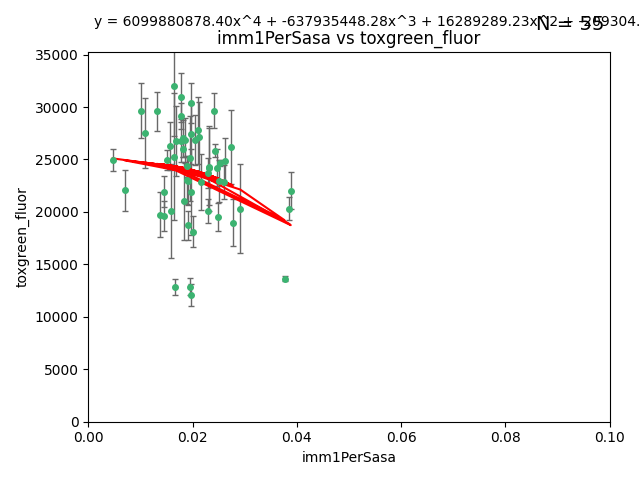 y = 6099880878.40x^4 + -637935448.28x^3 + 16289289.23x^2 +
N = 55
imm1PerSasa vs toxgreen_fluor
35000
30000
25000
20000
15000
10000
5000
0
toxgreen_fluor
0.00 0.02 0.04 0.06 0.08 0.10
imm1PerSasa